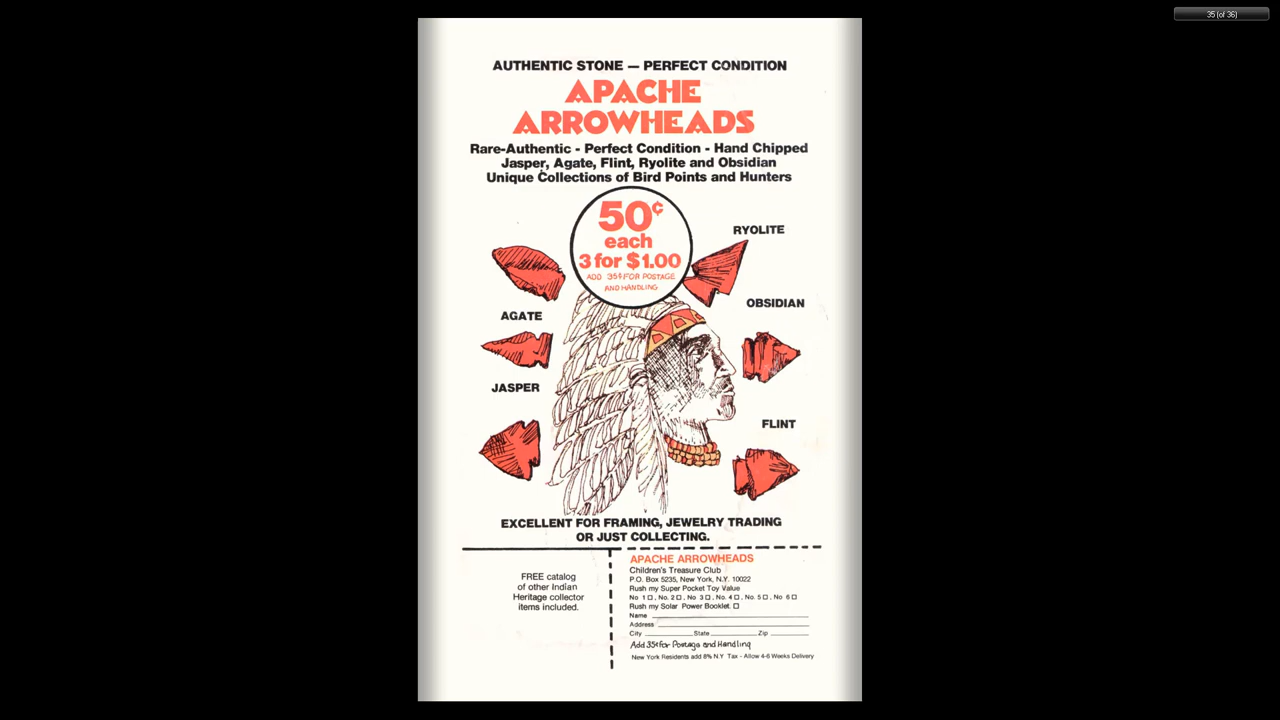 35 (of 36)
AUTHENTIC STONE — PERFECT CONDITION
APACHE
ARROWHEADS
Rare-Authentic - Perfect Condition - Hand Chipped
Jasper, Agate, Flint, Ryolite and Obsidian
Unique Collections of Bird Points and Hunters
50¢
each
3 for $1.00
ADD 35¢ FOR POSTAGE
AND HANDLING
RYOLITE
OBSIDIAN
AGATE
JASPER
FLINT
EXCELLENT FOR FRAMING, JEWELRY TRADING
OR JUST COLLECTING.
FREE catalog
of other Indian
Heritage collector
items included.
APACHE ARROWHEADS
Children's Treasure Club
P.O. Box 5235, New York, N.Y. 10022
Rush my Super Pocket Toy Value
No 1 □, No. 2 □, No 3 □, No. 4 □, No. 5 □, No 6 □
Rush my Solar Power Booklet □
Name
Address
City State Zip
Add 35¢ for Postage and Handling
New York Residents add 8% N.Y Tax - Allow 4-6 Weeks Delivery